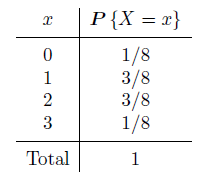 x P{X = x}
0 1/8
1 3/8
2 3/8
3 1/8
Total 1